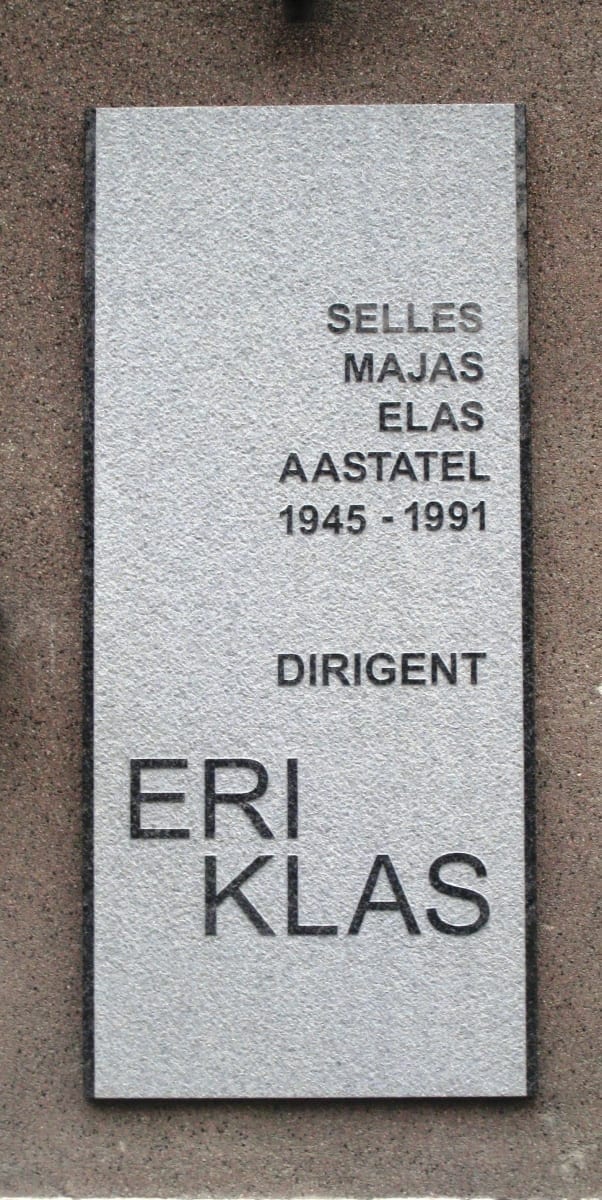 SELLES
MAJAS
ELAS
AASTATEL
1945 - 1991
DIRIGENT
ERI
KLAS